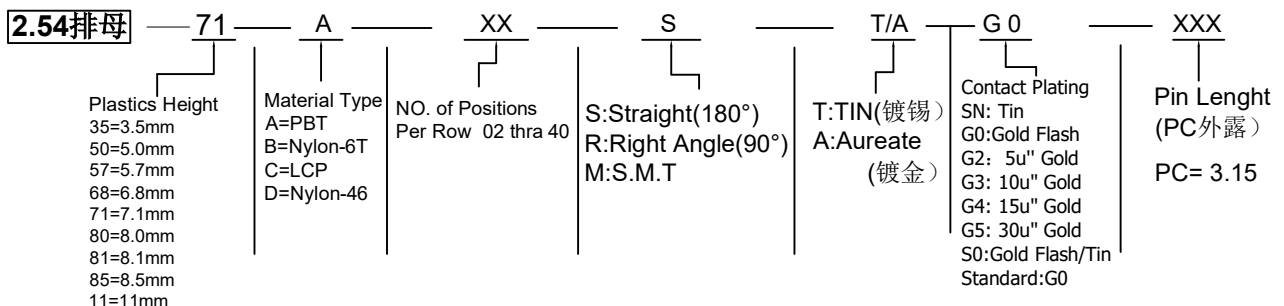 2.54排母 71 A XX S T/A G 0 XXX
Plastics Height
35=3.5mm
50=5.0mm
57=5.7mm
68=6.8mm
71=7.1mm
80=8.0mm
81=8.1mm
85=8.5mm
11=11mm
Material Type
A=PBT
B=Nylon-6T
C=LCP
D=Nylon-46
NO. of Positions
Per Row 02 thra 40
S:Straight(180°)
R:Right Angle(90°)
M:S.M.T
T:TIN(镀锡）
A:Aureate
(镀金）
Contact Plating
SN: Tin
G0:Gold Flash
G2: 5u" Gold
G3: 10u" Gold
G4: 15u" Gold
G5: 30u" Gold
S0:Gold Flash/Tin
Standard:G0
Pin Lenght
(PC外露）
PC= 3.15